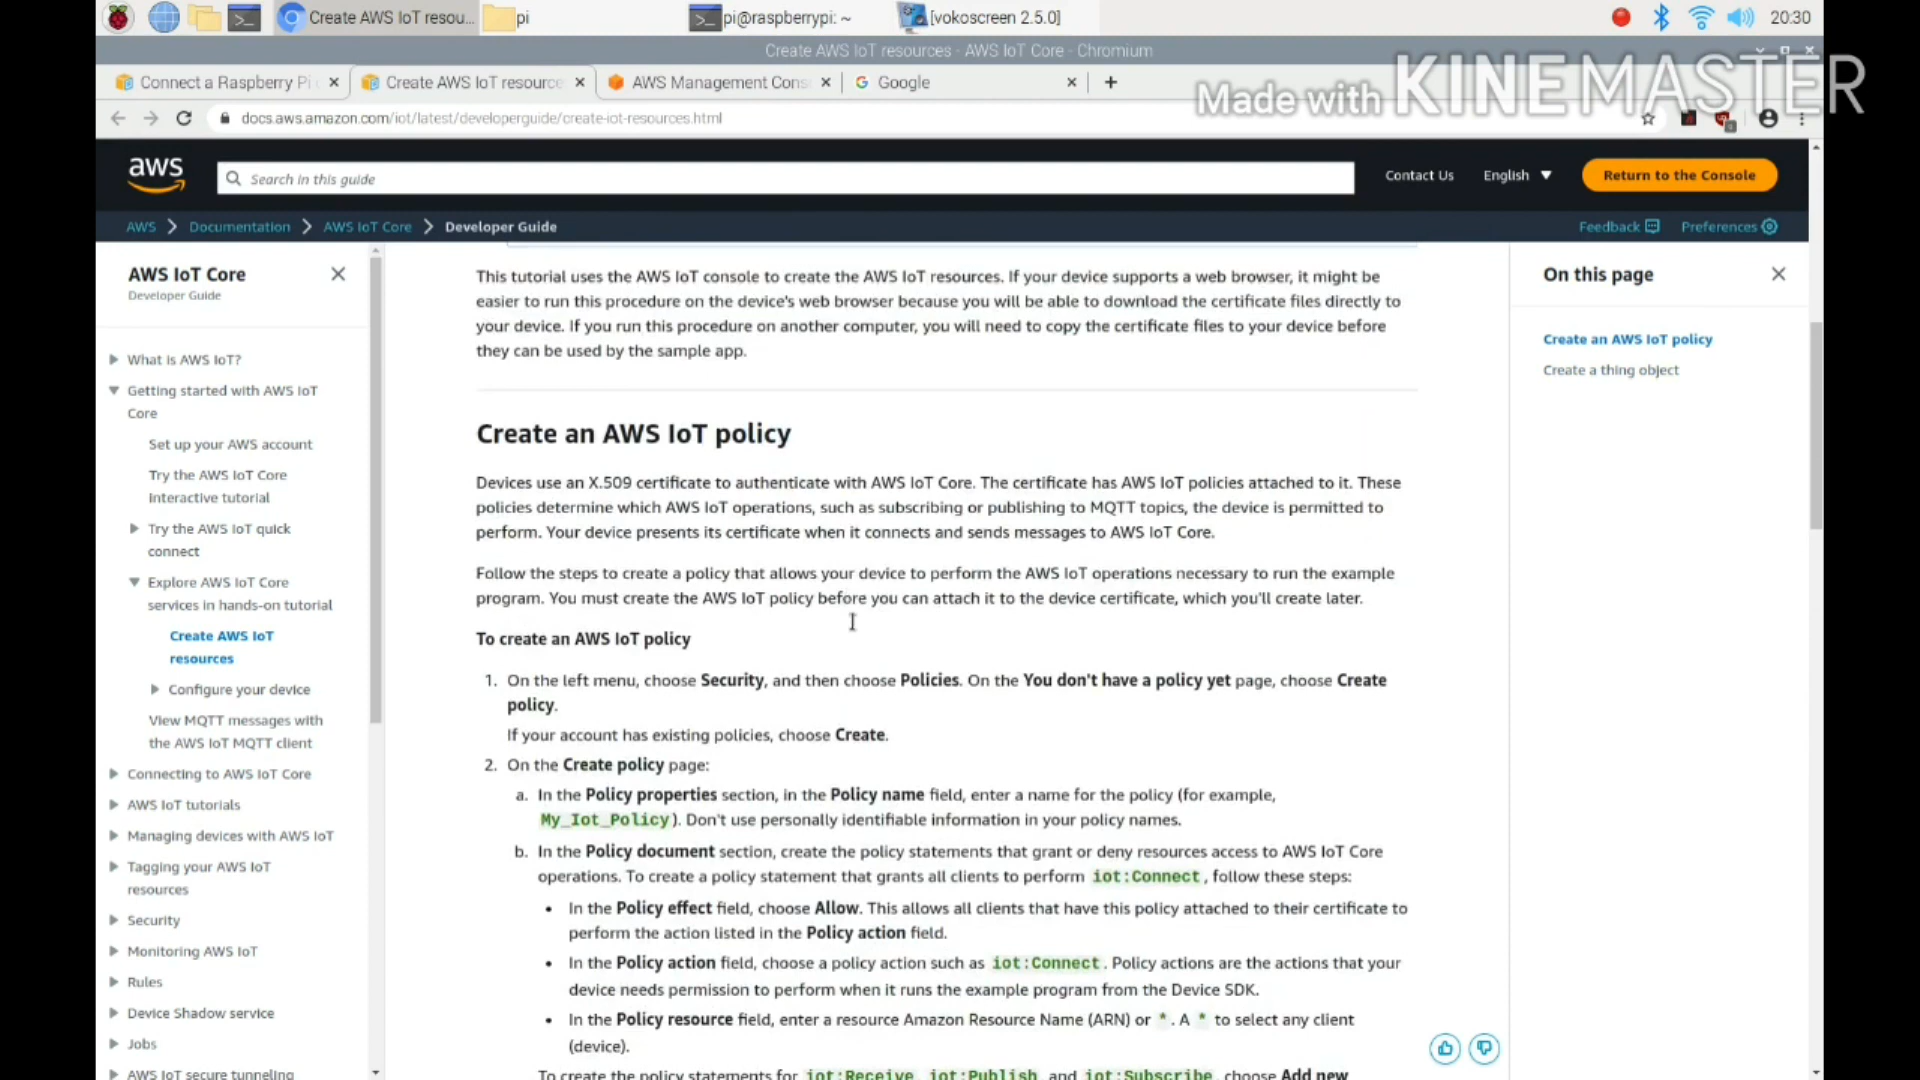 Create AWS IoT resou...
pi
pi@raspberrypi: ~
[vokoscreen 2.5.0]
20:30
Create AWS IoT resources - AWS IoT Core - Chromium
Made with KINEMASTER
Connect a Raspberry Pi
Create AWS IoT resource
AWS Management Cons
Google
docs.aws.amazon.com/iot/latest/developerguide/create-iot-resources.html
aws
Search in this guide
Contact Us
English
Return to the Console
AWS
Documentation
AWS IoT Core
Developer Guide
Feedback
Preferences
AWS IoT Core
Developer Guide
What is AWS IoT?
Getting started with AWS IoT
Core
Set up your AWS account
Try the AWS IoT Core
interactive tutorial
Try the AWS IoT quick
connect
Explore AWS IoT Core
services in hands-on tutorial
Create AWS IoT
resources
Configure your device
View MQTT messages with
the AWS IoT MQTT client
Connecting to AWS IoT Core
AWS IoT tutorials
Managing devices with AWS IoT
Tagging your AWS IoT
resources
Security
Monitoring AWS IoT
Rules
Device Shadow service
Jobs
AWS IoT secure tunneling
This tutorial uses the AWS IoT console to create the AWS IoT resources. If your device supports a web browser, it might be
easier to run this procedure on the device's web browser because you will be able to download the certificate files directly to
your device. If you run this procedure on another computer, you will need to copy the certificate files to your device before
they can be used by the sample app.
Create an AWS IoT policy
Devices use an X.509 certificate to authenticate with AWS IoT Core. The certificate has AWS IoT policies attached to it. These
policies determine which AWS IoT operations, such as subscribing or publishing to MQTT topics, the device is permitted to
perform. Your device presents its certificate when it connects and sends messages to AWS IoT Core.
Follow the steps to create a policy that allows your device to perform the AWS IoT operations necessary to run the example
program. You must create the AWS IoT policy before you can attach it to the device certificate, which you'll create later.
To create an AWS IoT policy
1. On the left menu, choose Security, and then choose Policies. On the You don't have a policy yet page, choose Create
policy.
If your account has existing policies, choose Create.
2. On the Create policy page:
a. In the Policy properties section, in the Policy name field, enter a name for the policy (for example,
My_Iot_Policy). Don't use personally identifiable information in your policy names.
b. In the Policy document section, create the policy statements that grant or deny resources access to AWS IoT Core
operations. To create a policy statement that grants all clients to perform iot:Connect, follow these steps:
• In the Policy effect field, choose Allow. This allows all clients that have this policy attached to their certificate to
perform the action listed in the Policy action field.
• In the Policy action field, choose a policy action such as iot:Connect. Policy actions are the actions that your
device needs permission to perform when it runs the example program from the Device SDK.
• In the Policy resource field, enter a resource Amazon Resource Name (ARN) or *. A * to select any client
(device).
To create the policy statements for iot:Receive, iot:Publish, and iot:Subscribe, choose Add new
On this page
Create an AWS IoT policy
Create a thing object